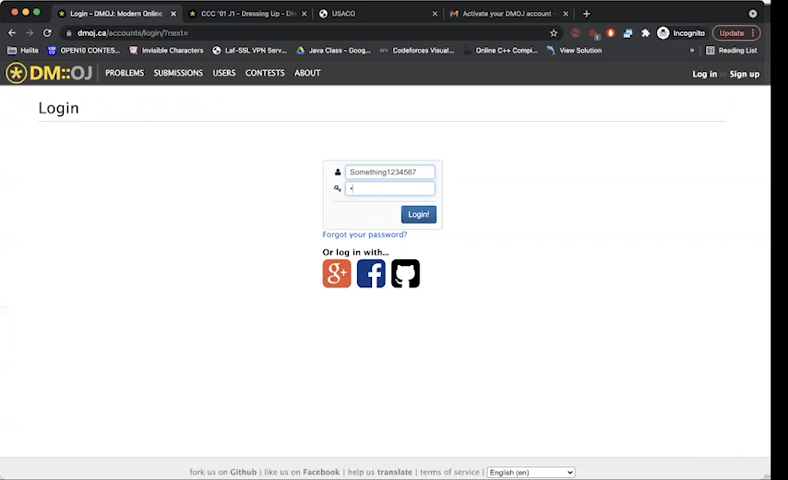 Login - DMOJ: Modern Online
CCC '01 J1 - Dressing Up - DM
USACO
Activate your DMOJ account -
dmoj.ca/accounts/login/?next=
Incognito
Update
Halite
OPEN10 CONTES...
Invisible Characters
Laf-SSL VPN Serv...
Java Class - Goog...
Codeforces Visual...
Online C++ Compi...
View Solution
»
Reading List
DM::OJ
PROBLEMS
SUBMISSIONS
USERS
CONTESTS
ABOUT
Log in
Sign up
Login
Something1234567
Login!
Forgot your password?
Or log in with...
g+
f
fork us on Github | like us on Facebook | help us translate | terms of service | English (en)